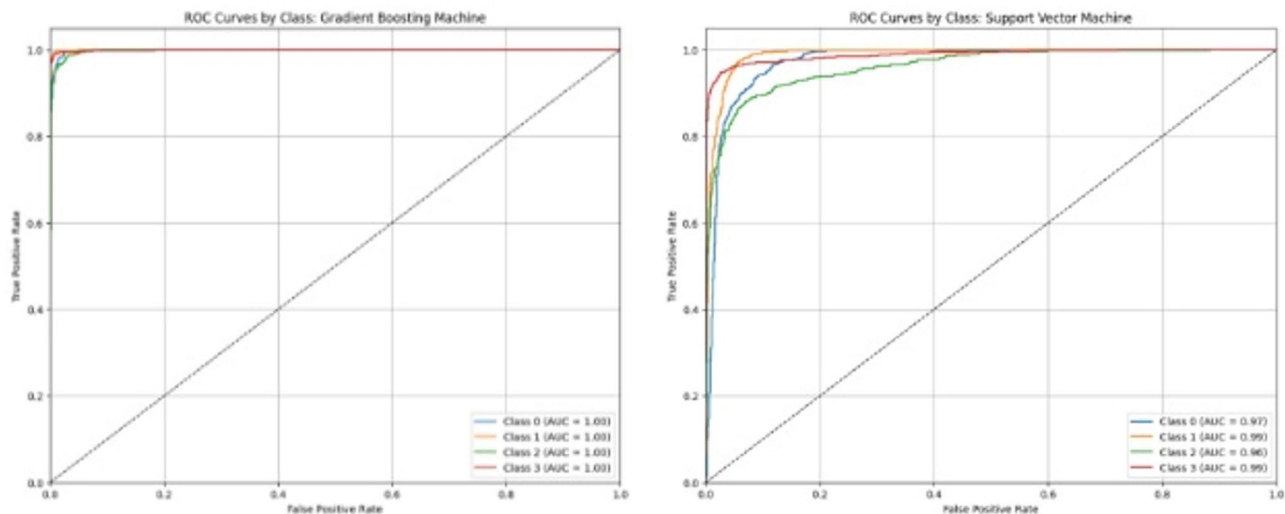 ROC Curves by Class: Gradient Boosting Machine
1.0
0.8
0.6
0.4
0.2
0.0
True Positive Rate
0.0 0.2 0.4 0.6 0.8 1.0
False Positive Rate
Class 0 (AUC = 1.00)
Class 1 (AUC = 1.00)
Class 2 (AUC = 1.00)
Class 3 (AUC = 1.00)
ROC Curves by Class: Support Vector Machine
1.0
0.8
0.6
0.4
0.2
0.0
True Positive Rate
0.0 0.2 0.4 0.6 0.8 1.0
False Positive Rate
Class 0 (AUC = 0.97)
Class 1 (AUC = 0.99)
Class 2 (AUC = 0.96)
Class 3 (AUC = 0.99)